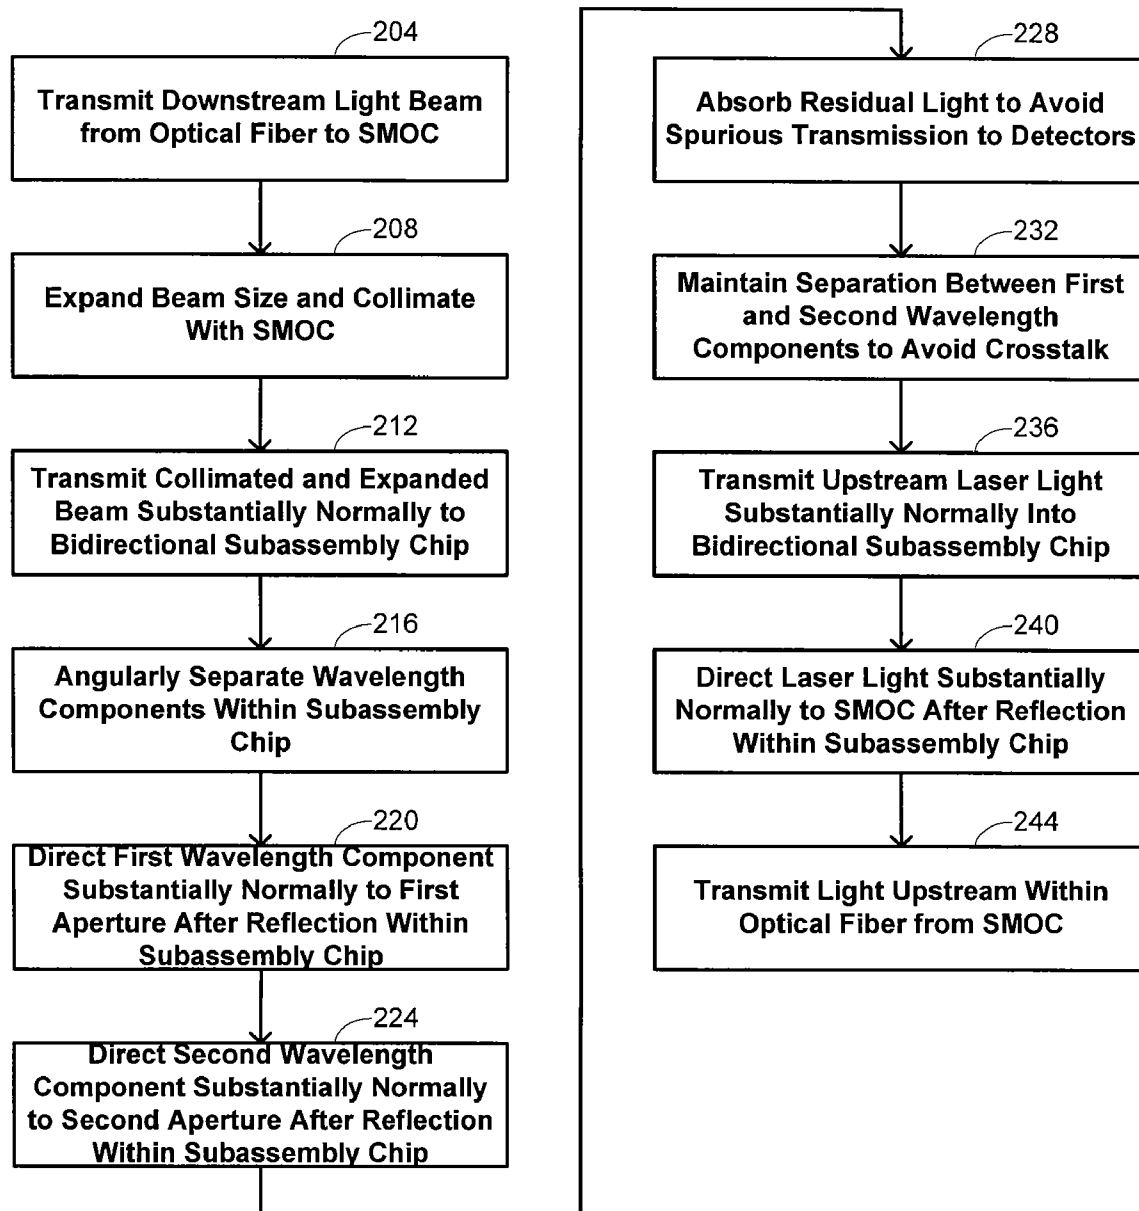 204
Transmit Downstream Light Beam
from Optical Fiber to SMOC
208
Expand Beam Size and Collimate
With SMOC
212
Transmit Collimated and Expanded
Beam Substantially Normally to
Bidirectional Subassembly Chip
216
Angularly Separate Wavelength
Components Within Subassembly
Chip
220
Direct First Wavelength Component
Substantially Normally to First
Aperture After Reflection Within
Subassembly Chip
224
Direct Second Wavelength
Component Substantially Normally
to Second Aperture After Reflection
Within Subassembly Chip
228
Absorb Residual Light to Avoid
Spurious Transmission to Detectors
232
Maintain Separation Between First
and Second Wavelength
Components to Avoid Crosstalk
236
Transmit Upstream Laser Light
Substantially Normally Into
Bidirectional Subassembly Chip
240
Direct Laser Light Substantially
Normally to SMOC After Reflection
Within Subassembly Chip
244
Transmit Light Upstream Within
Optical Fiber from SMOC